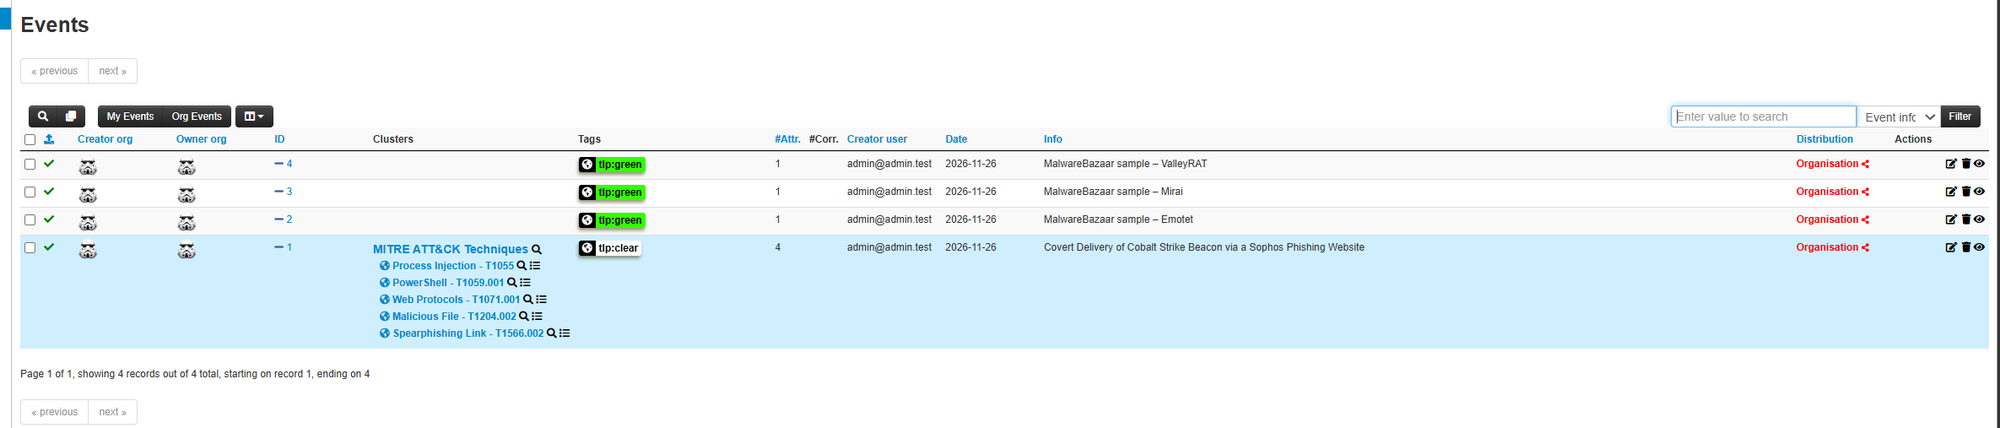 Events
« previous next »
My Events Org Events Enter value to search Event info Filter
Creator org Owner org ID Clusters Tags #Attr. #Corr. Creator user Date Info Distribution Actions
4 tlp:green 1 admin@admin.test 2026-11-26 MalwareBazaar sample – ValleyRAT Organisation
3 tlp:green 1 admin@admin.test 2026-11-26 MalwareBazaar sample – Mirai Organisation
2 tlp:green 1 admin@admin.test 2026-11-26 MalwareBazaar sample – Emotet Organisation
1 MITRE ATT&CK Techniques tlp:clear 4 admin@admin.test 2026-11-26 Covert Delivery of Cobalt Strike Beacon via a Sophos Phishing Website Organisation
Process Injection - T1055
PowerShell - T1059.001
Web Protocols - T1071.001
Malicious File - T1204.002
Spearphishing Link - T1566.002
Page 1 of 1, showing 4 records out of 4 total, starting on record 1, ending on 4
« previous next »